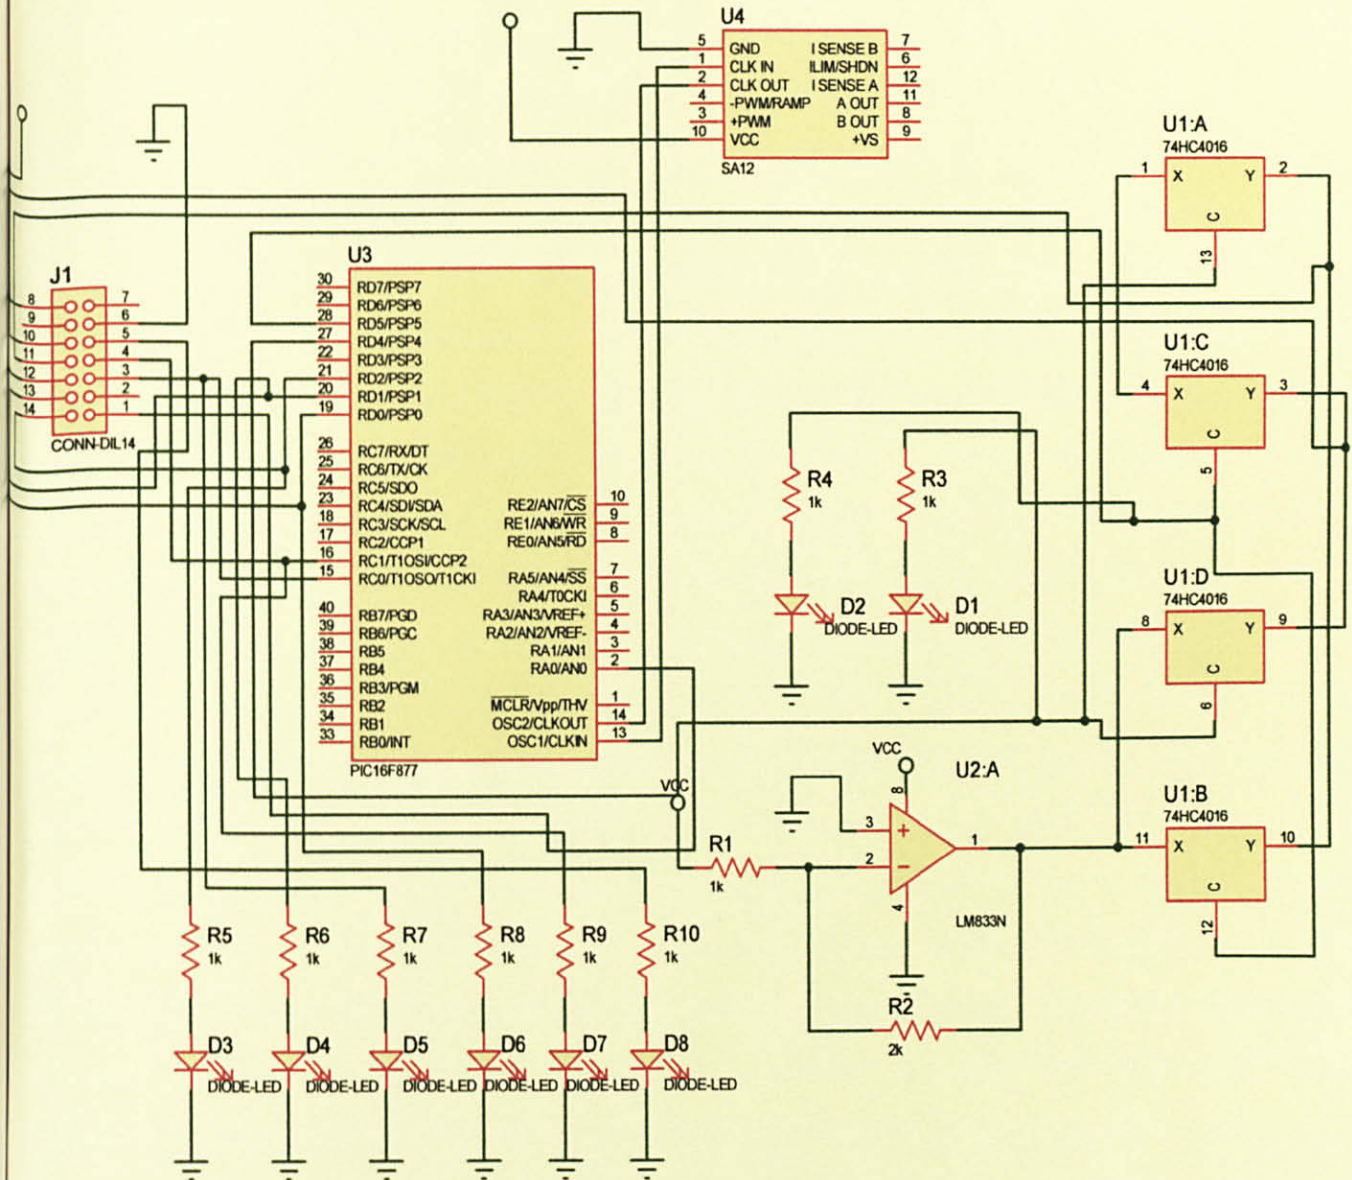 U4
5 GND I SENSE B 7
1 CLK IN ILIM/SHDN 6
2 CLK OUT I SENSE A 12
4 -PWM/RAMP A OUT 11
3 +PWM B OUT 8
10 VCC +VS 9
SA12
U1:A
74HC4016
1 X Y 2
C
13
J1
8 7
9 6
10 5
11 4
12 3
13 2
14 1
CONN-DIL14
U3
30 RD7/PSP7
29 RD6/PSP6
28 RD5/PSP5
27 RD4/PSP4
22 RD3/PSP3
21 RD2/PSP2
20 RD1/PSP1
19 RD0/PSP0
26 RC7/RX/DT
25 RC6/TX/CK
24 RC5/SDO
23 RC4/SDI/SDA
18 RC3/SCK/SCL
17 RC2/CCP1
16 RC1/T1OSI/CCP2
15 RC0/T1OSO/T1CKI
40 RB7/PGD
39 RB6/PGC
38 RB5
37 RB4
36 RB3/PGM
35 RB2
34 RB1
33 RB0/INT
RE2/AN7/CS 10
RE1/AN6/WR 9
RE0/AN5/RD 8
RA5/AN4/SS 7
RA4/T0CKI 6
RA3/AN3/VREF+ 5
RA2/AN2/VREF- 4
RA1/AN1 3
RA0/AN0 2
MCLR/Vpp/THV 1
OSC2/CLKOUT 14
OSC1/CLKIN 13
PIC16F877
U1:C
74HC4016
4 X Y 3
C
5
R4
1k
R3
1k
D2
DIODE-LED
D1
DIODE-LED
U1:D
74HC4016
8 X Y 9
C
6
VCC
VCC
U2:A
8
3 +
2 −
1
4
LM833N
R1
1k
R2
2k
U1:B
74HC4016
11 X Y 10
C
12
R5
1k
R6
1k
R7
1k
R8
1k
R9
1k
R10
1k
D3
DIODE-LED
D4
DIODE-LED
D5
DIODE-LED
D6
DIODE-LED
D7
DIODE-LED
D8
DIODE-LED